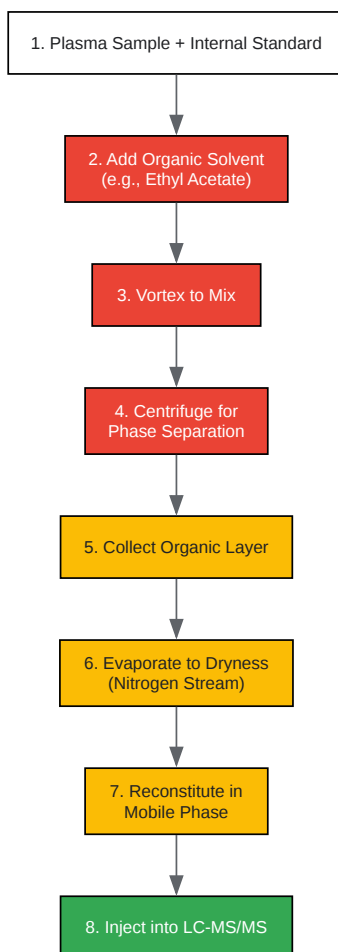 1. Plasma Sample + Internal Standard
2. Add Organic Solvent
(e.g., Ethyl Acetate)
3. Vortex to Mix
4. Centrifuge for
Phase Separation
5. Collect Organic Layer
6. Evaporate to Dryness
(Nitrogen Stream)
7. Reconstitute in
Mobile Phase
8. Inject into LC-MS/MS